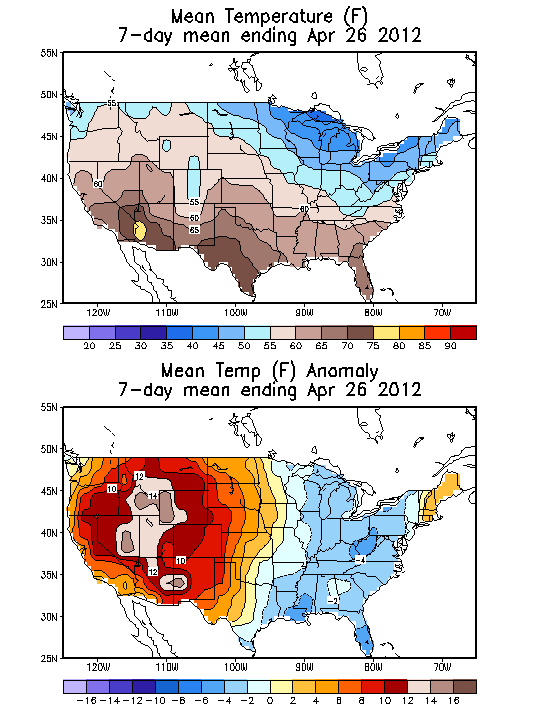 Mean Temperature (F)
7-day mean ending Apr 26 2012
55N
50N
45N
40N
35N
30N
25N
55
60
55
60
65
60
120W 110W 100W 90W 80W 70W
20 25 30 35 40 45 50 55 60 65 70 75 80 85 90
Mean Temp (F) Anomaly
7-day mean ending Apr 26 2012
55N
50N
45N
40N
35N
30N
25N
12
10
14
10
12
-4
-2
120W 110W 100W 90W 80W 70W
-16 -14 -12 -10 -8 -6 -4 -2 0 2 4 6 8 10 12 14 16